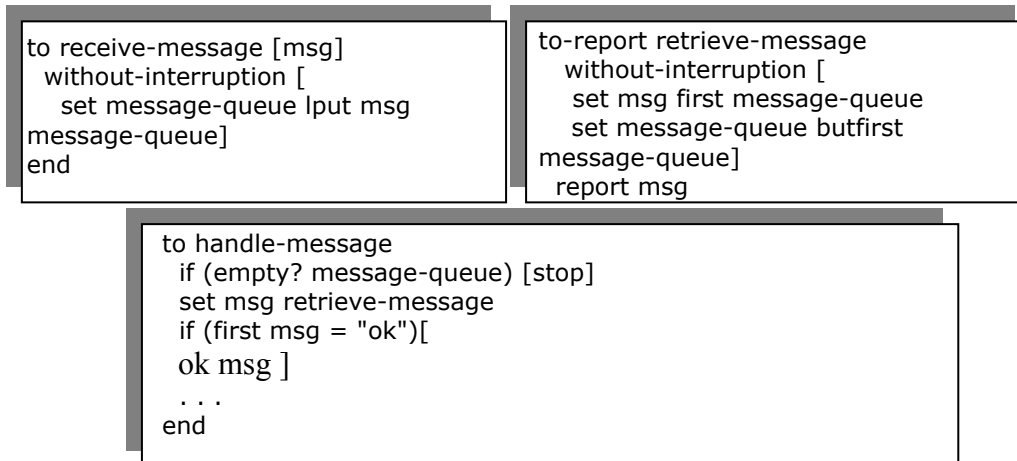 to receive-message [msg]
without-interruption [
set message-queue lput msg
message-queue]
end
to-report retrieve-message
without-interruption [
set msg first message-queue
set message-queue butfirst
message-queue]
report msg
to handle-message
if (empty? message-queue) [stop]
set msg retrieve-message
if (first msg = "ok")[
ok msg ]
. . .
end